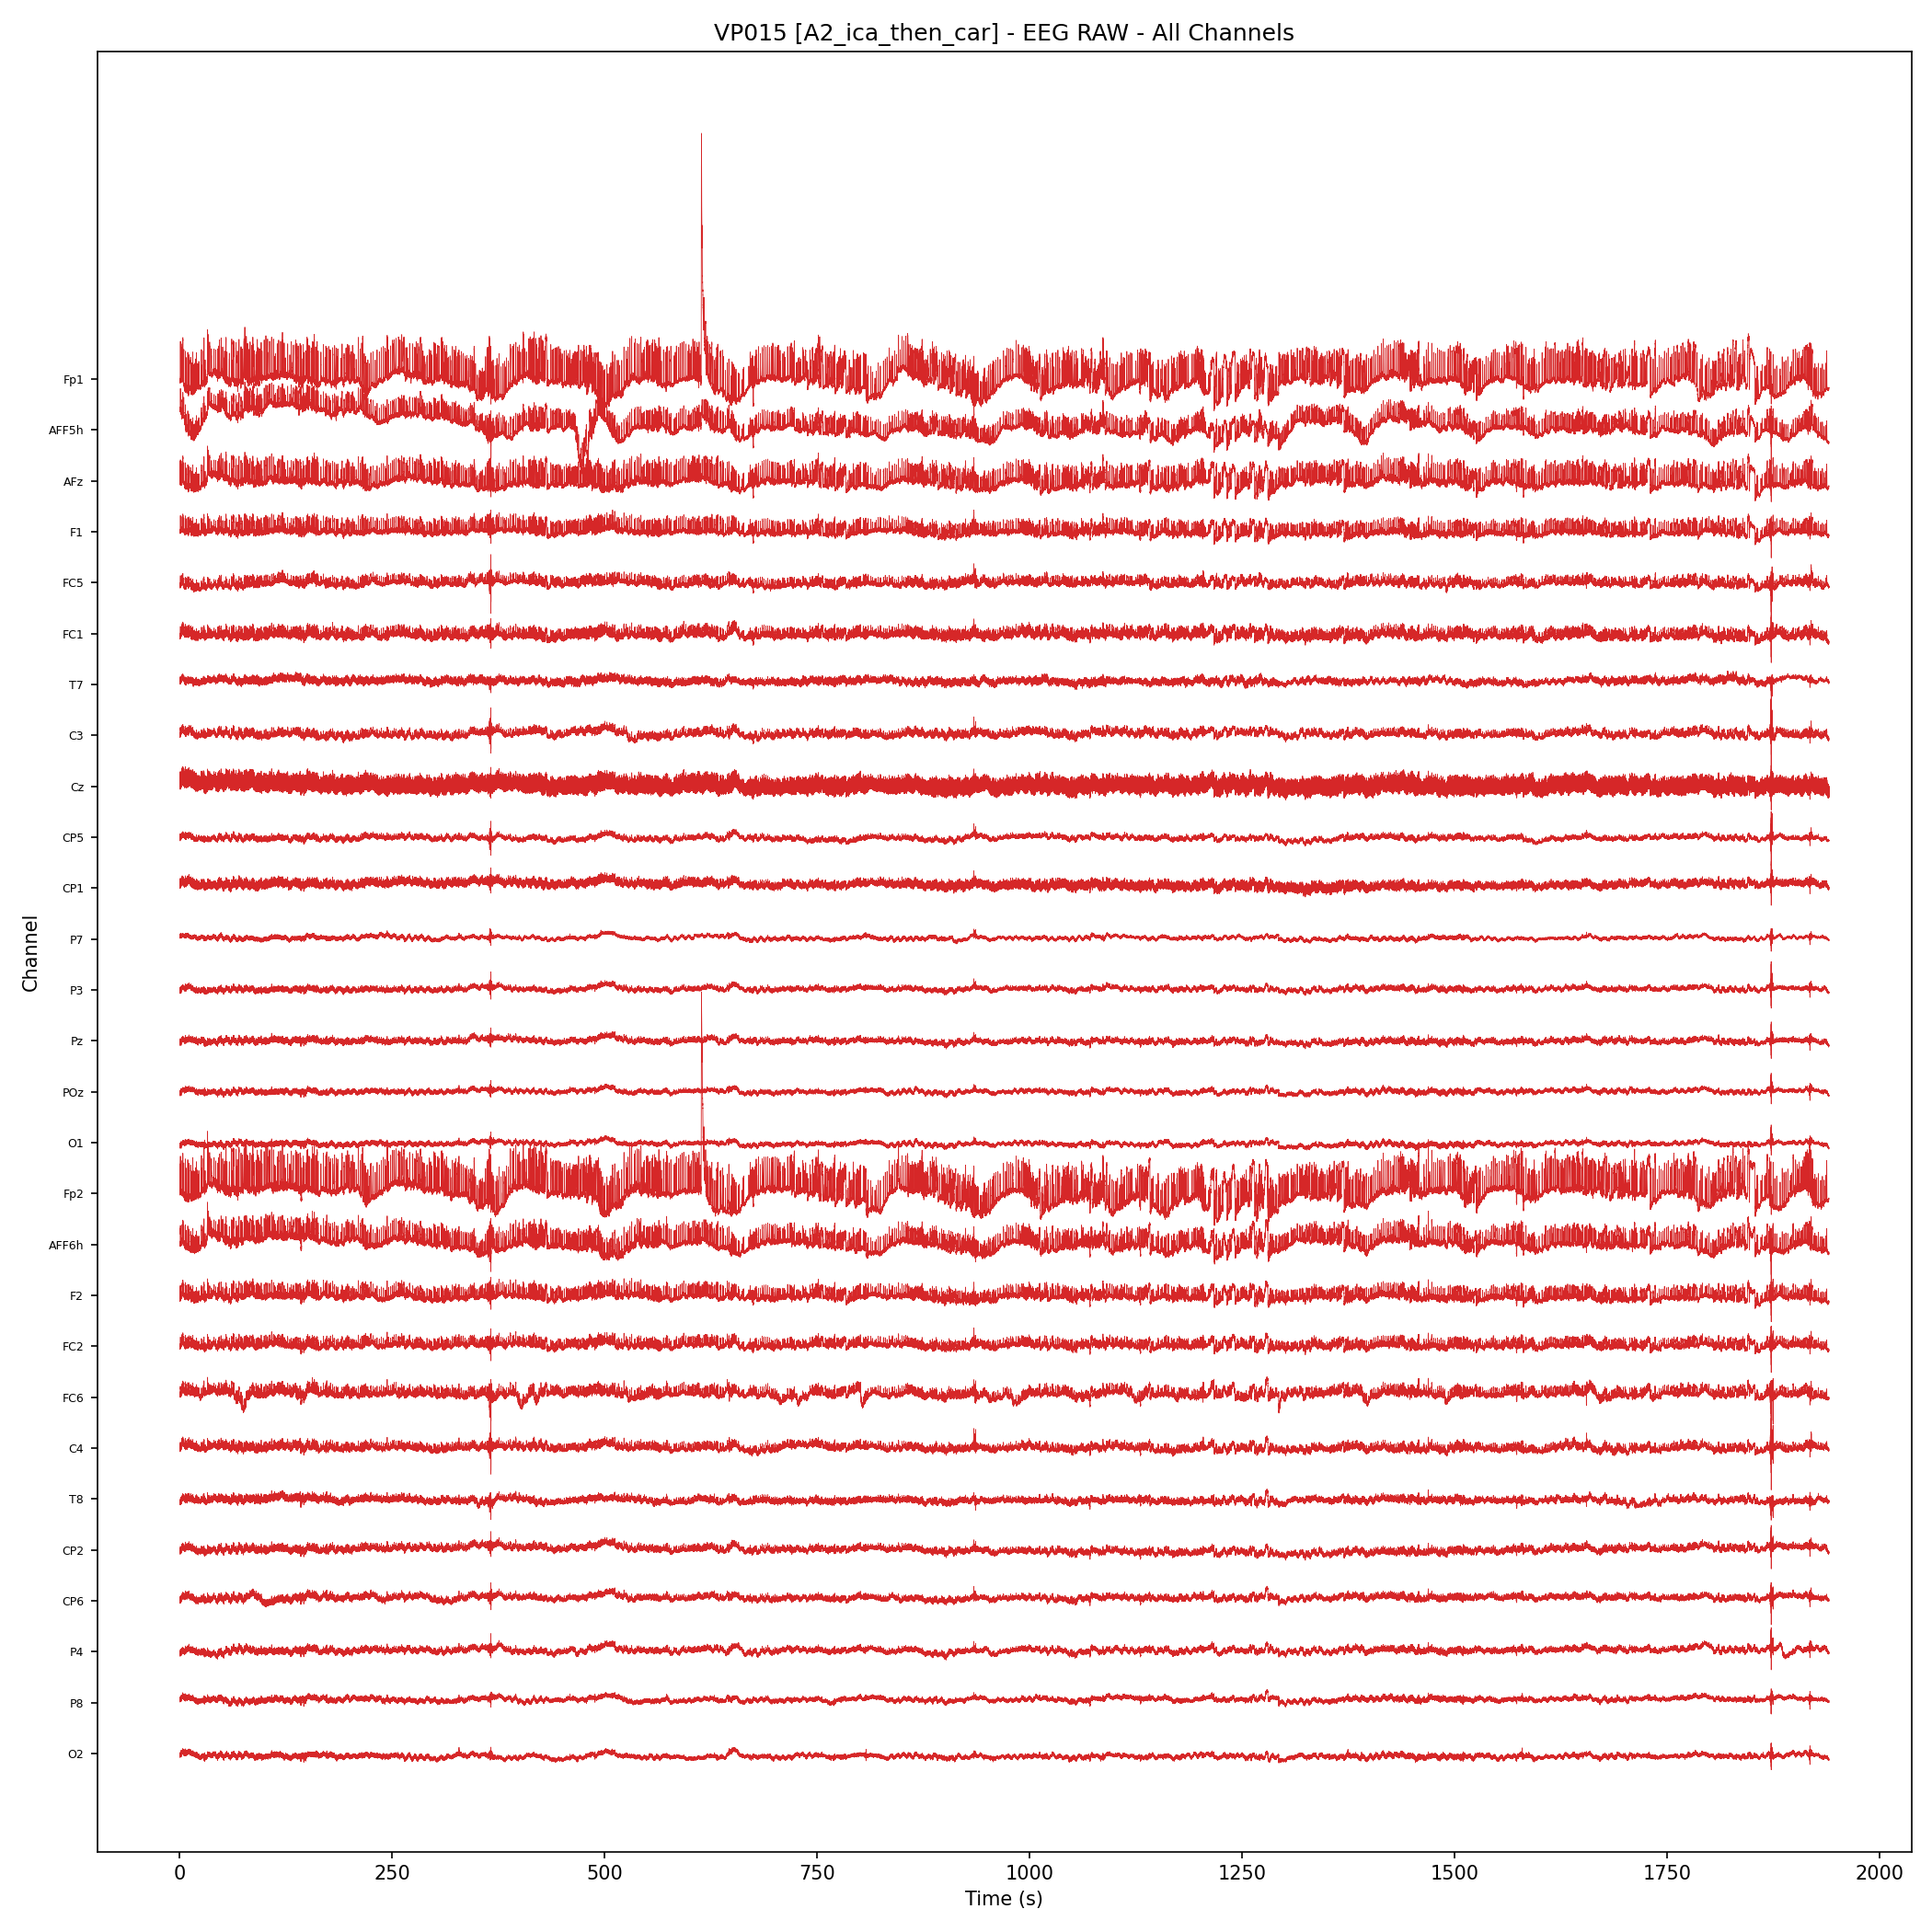 VP015 [A2_ica_then_car] - EEG RAW - All Channels
Channel
Fp1
AFF5h
AFz
F1
FC5
FC1
T7
C3
Cz
CP5
CP1
P7
P3
Pz
POz
O1
Fp2
AFF6h
F2
FC2
FC6
C4
T8
CP2
CP6
P4
P8
O2
0 250 500 750 1000 1250 1500 1750 2000
Time (s)